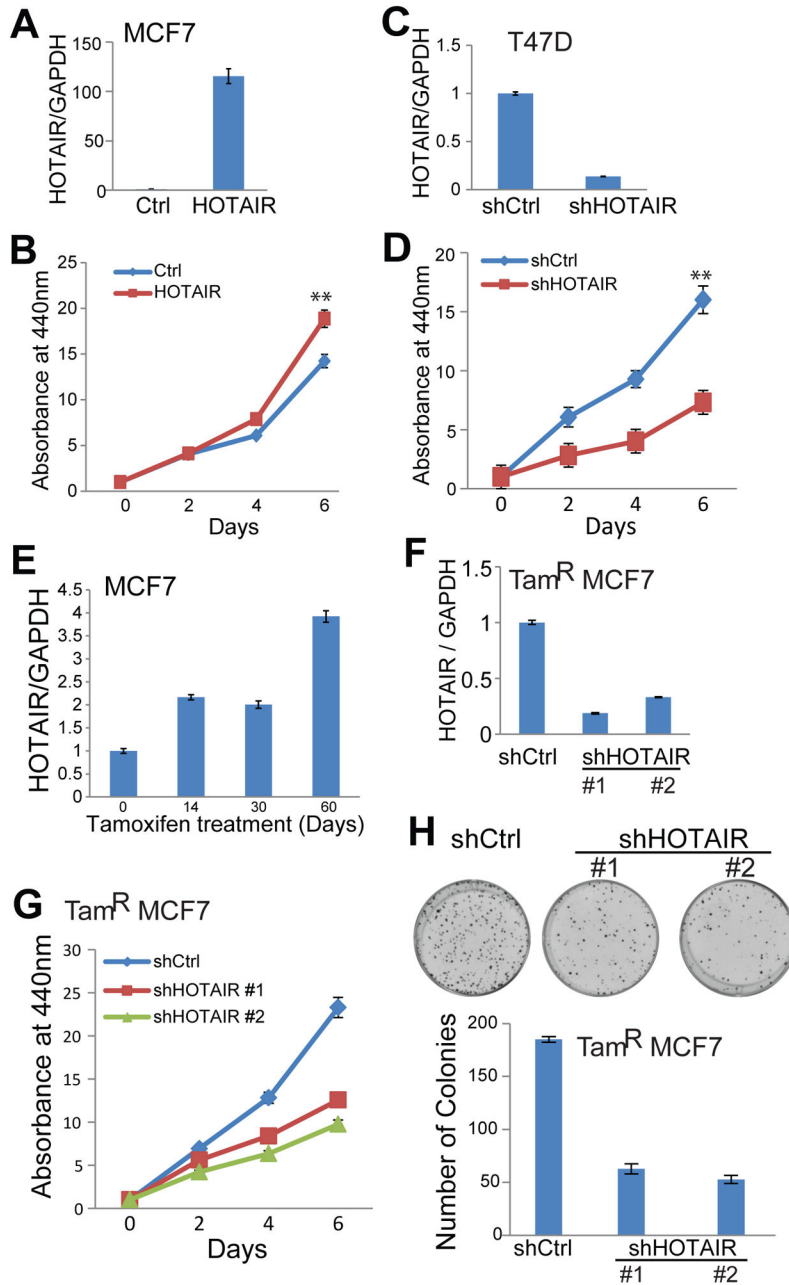 A
MCF7
HOTAIR/GAPDH
150
100
50
0
Ctrl HOTAIR
C
T47D
HOTAIR/GAPDH
1.5
1
0.5
0
shCtrl shHOTAIR
B
Absorbance at 440nm
25
20
15
10
5
0
Ctrl
HOTAIR
**
0 2 4 6
Days
D
Absorbance at 440nm
20
15
10
5
0
shCtrl
shHOTAIR
**
0 2 4 6
Days
E
MCF7
HOTAIR/GAPDH
4.5
4
3.5
3
2.5
2
1.5
1
0.5
0
0 14 30 60
Tamoxifen treatment (Days)
F
TamR MCF7
HOTAIR / GAPDH
1.5
1
0.5
0
shCtrl shHOTAIR
#1 #2
G
TamR MCF7
Absorbance at 440nm
30
25
20
15
10
5
0
shCtrl
shHOTAIR #1
shHOTAIR #2
0 2 4 6
Days
H
shCtrl shHOTAIR
#1 #2
TamR MCF7
Number of Colonies
200
150
100
50
0
shCtrl shHOTAIR
#1 #2